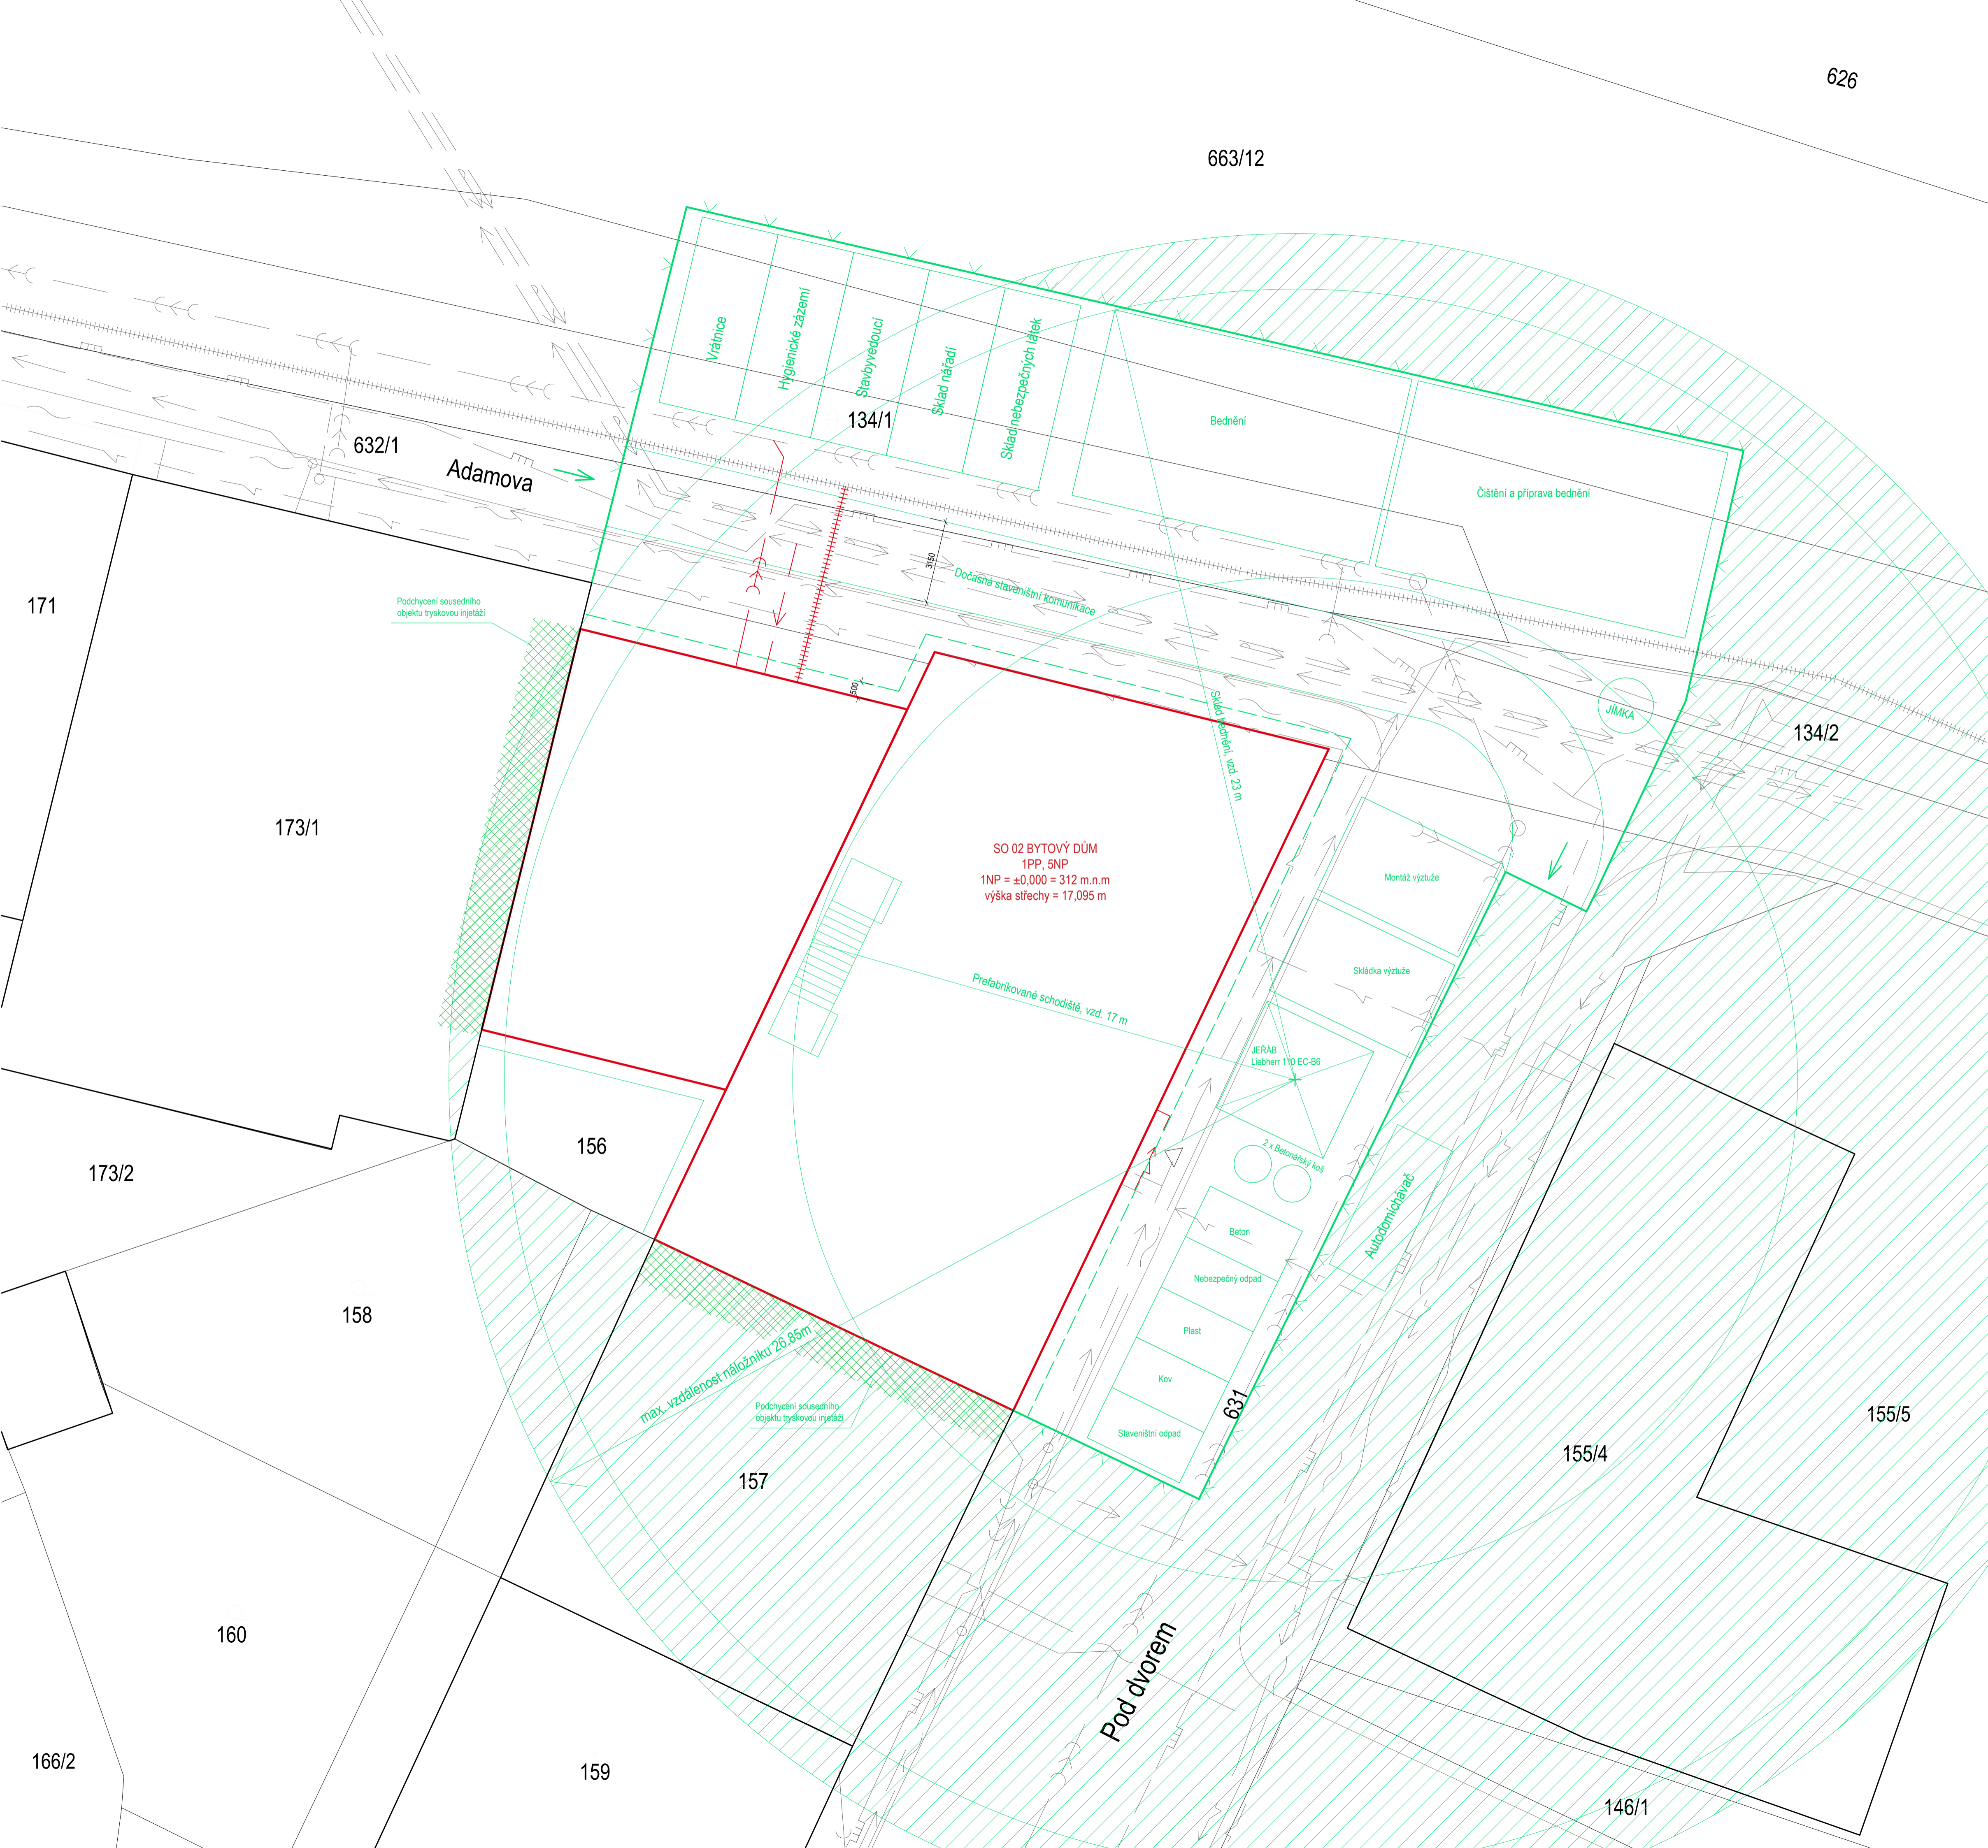 626
663/12
Vrátnice
Hygienické zázemí
Stavbyvedoucí
Sklad nářadí
Sklad nebezpečných látek
134/1
Bednění
Čištění a příprava bednění
632/1
Adamova
3150
Dočasná staveništní komunikace
171
Podchycení sousedního
objektu tryskovou injetáží
500
Sklad bednění, vzd. 23 m
JÍMKA
134/2
173/1
SO 02 BYTOVÝ DŮM
1PP, 5NP
1NP = ±0,000 = 312 m.n.m
výška střechy = 17,095 m
Montáž výztuže
Skládka výztuže
Prefabrikované schodiště, vzd. 17 m
JEŘÁB
Liebherr 110 EC-B6
156
173/2
2 x Betonářský koš
Autodomíchávač
Beton
Nebezpečný odpad
Plast
Kov
Staveništní odpad
158
max. vzdálenost náložníku 26,85m
Podchycení sousedního
objektu tryskovou injetáží
631
155/5
155/4
157
160
Pod dvorem
166/2
159
146/1